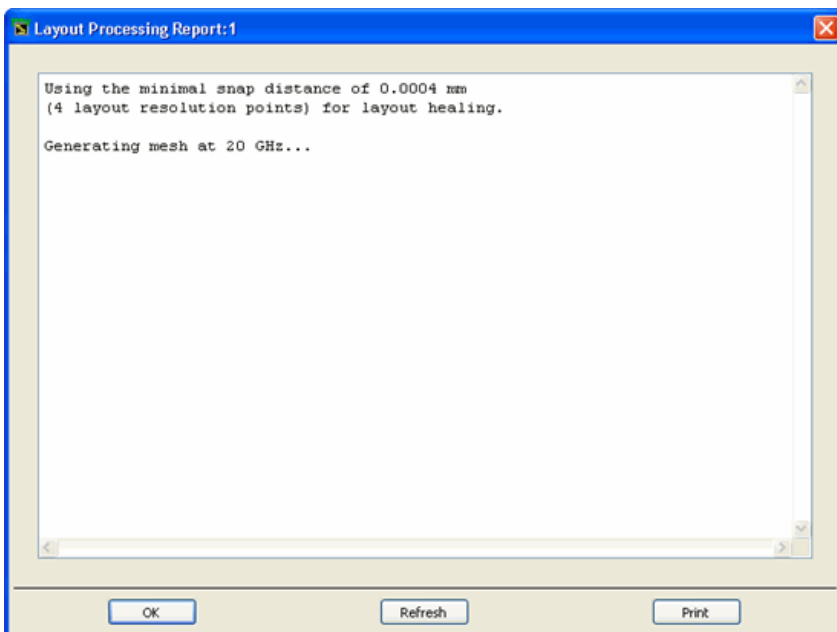 Layout Processing Report:1
Using the minimal snap distance of 0.0004 mm
(4 layout resolution points) for layout healing.
Generating mesh at 20 GHz...
OK Refresh Print